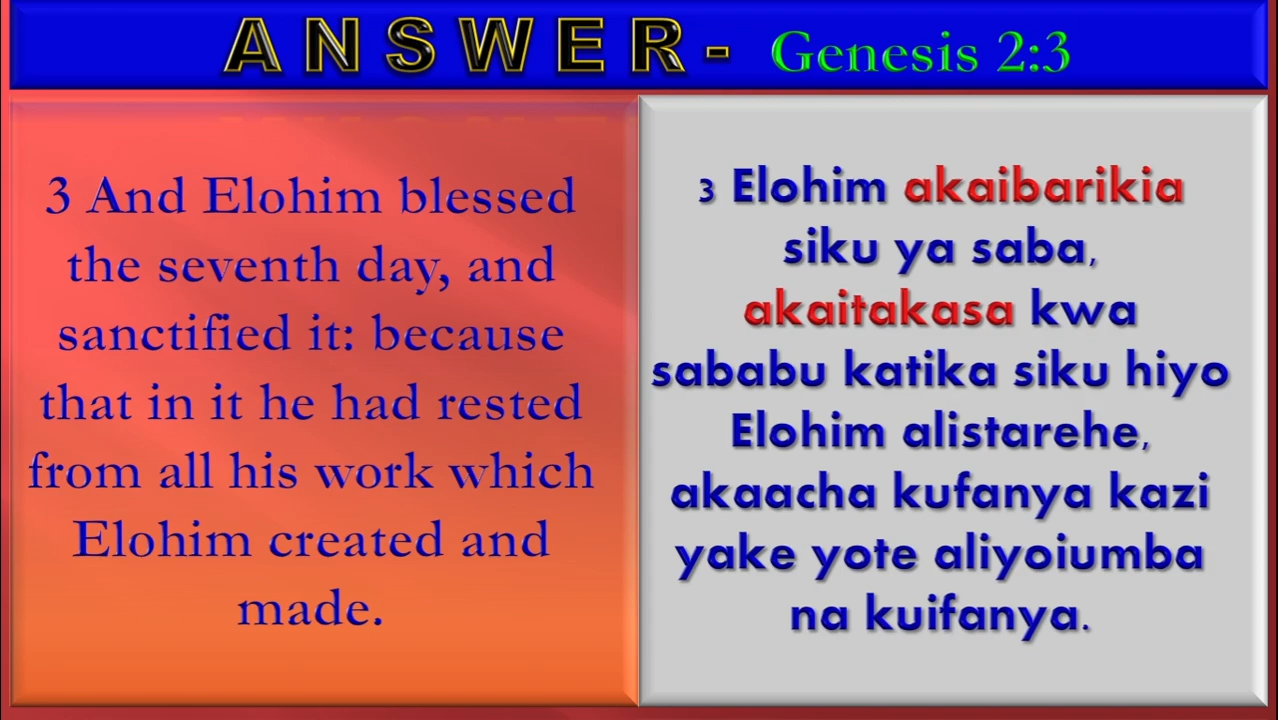 ANSWER- Genesis 2:3
3 And Elohim blessed
the seventh day, and
sanctified it: because
that in it he had rested
from all his work which
Elohim created and
made.
3 Elohim akaibarikia
siku ya saba,
akaitakasa kwa
sababu katika siku hiyo
Elohim alistarehe,
akaacha kufanya kazi
yake yote aliyoiumba
na kuifanya.